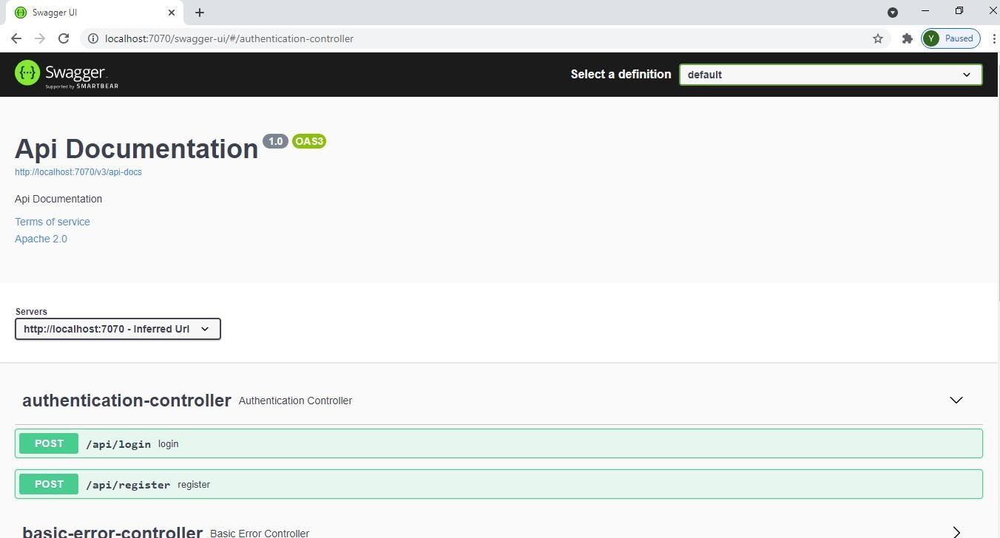 Swagger UI
localhost:7070/swagger-ui/#/authentication-controller
Y Paused
{···} Swagger
Supported by SMARTBEAR
Select a definition default
Api Documentation 1.0 OAS3
http://localhost:7070/v3/api-docs
Api Documentation
Terms of service
Apache 2.0
Servers
http://localhost:7070 - Inferred Url
authentication-controller Authentication Controller
POST /api/login login
POST /api/register register
basic-error-controller Basic Error Controller